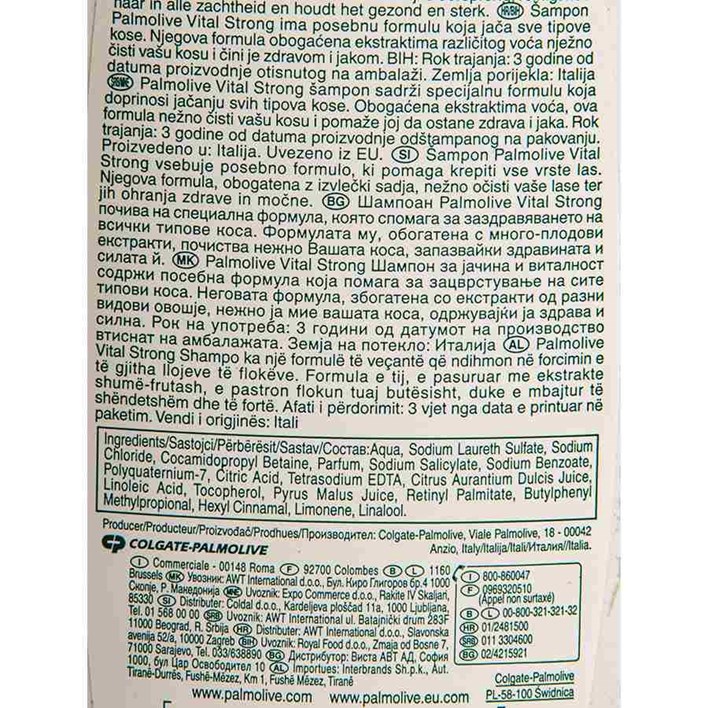 haar in alle zachtheid en houdt het gezond en sterk. HR/SH Šampon
Palmolive Vital Strong ima posebnu formulu koja jača sve tipove
kose. Njegova formula obogaćena ekstraktima različitog voća nježno
čisti vašu kosu i čini je zdravom i jakom. BIH: Rok trajanja: 3 godine od
datuma proizvodnje otisnutog na ambalaži. Zemlja porijekla: Italija
Palmolive Vital Strong šampon sadrži specijalnu formulu koja
doprinosi jačanju svih tipova kose. Obogaćena ekstraktima voća, ova
formula nežno čisti vašu kosu i pomaže joj da ostane zdrava i jaka. Rok
trajanja: 3 godine od datuma proizvodnje odštampanog na pakovanju.
Proizvedeno u: Italija. Uvezeno iz EU. SI Šampon Palmolive Vital
Strong vsebuje posebno formulo, ki pomaga krepiti vse vrste las.
Njegova formula, obogatena z izvlečki sadja, nežno očisti vaše lase ter
jih ohranja zdrave in močne. BG Шампоан Palmolive Vital Strong
почива на специална формула, която спомага за заздравяването на
всички типове коса. Формулата му, обогатена с много-плодови
екстракти, почиства нежно Вашата коса, запазвайки здравината и
силата й. MK Palmolive Vital Strong Шампон за јачина и виталност
содржи посебна формула која помага за зацврстување на сите
типови коса. Неговата формула, збогатена со екстракти од разни
видови овошје, нежно ја мие вашата коса, одржувајќи ја здрава и
силна. Рок на употреба: 3 години од датумот на производство
втиснат на амбалажата. Земја на потекло: Италија AL Palmolive
Vital Strong Shampo ka një formulë të veçantë që ndihmon në forcimin e
të gjitha llojeve të flokëve. Formula e tij, e pasuruar me ekstrakte
shumë-frutash, e pastron flokun tuaj butësisht, duke e mbajtur të
shëndetshëm dhe të fortë. Afati i përdorimit: 3 vjet nga data e printuar në
paketim. Vendi i origjinës: Itali
Ingredients/Sastojci/Përbërësit/Sastav/Состав:Aqua, Sodium Laureth Sulfate, Sodium
Chloride, Cocamidopropyl Betaine, Parfum, Sodium Salicylate, Sodium Benzoate,
Polyquaternium-7, Citric Acid, Tetrasodium EDTA, Citrus Aurantium Dulcis Juice,
Linoleic Acid, Tocopherol, Pyrus Malus Juice, Retinyl Palmitate, Butylphenyl
Methylpropional, Hexyl Cinnamal, Limonene, Linalool.
Producer/Producteur/Proizvođač/Prodhues/Производител: Colgate-Palmolive, Viale Palmolive, 18 - 00042
COLGATE-PALMOLIVE Anzio, Italy/Italija/Itali/Италия//Italia.
I Commerciale - 00148 Roma F 92700 Colombes B L 1160
Brussels MK Увозник: AWT International d.o.o., Бул. Киро Глигоров бр.4 1000
Скопје, Р. Македонија Uvoznik: Expo Commerce d.o.o., Rakite IV Skaljari,
85330 SI Distributer: Coldal d.o.o., Kardeljeva ploščad 11a, 1000 Ljubljana,
Tel. 01 568 00 00 SRB Uvoznik: AWT International ul. Batajnički drum 283F
11000 Beograd, R. Srbija HR Distributer: AWT International d.o.o., Slavonska
avenija 52/a, 10000 Zagreb BIH Uvoznik: Royal Food d.o.o., Zmaja od Bosne 7,
71000 Sarajevo, Tel. 033/638890 BG Дистрибутор: Виста АВТ АД, София
1000, бул Цар Освободител 10 AL Importues: Interbrands Sh.p.k., Aut.
Tiranë-Durrës, Fushë-Mëzez, Km 1, Fushë Mëzez, Tiranë
I 800-860047
F 0969320510
(Appel non surtaxé)
B L 00-800-321-321-32
HR 01/2481500
SRB 011 3304600
BG 02/4215921
www.palmolive.com www.palmolive.eu.com
Colgate-Palmolive
PL-58-100 Świdnica